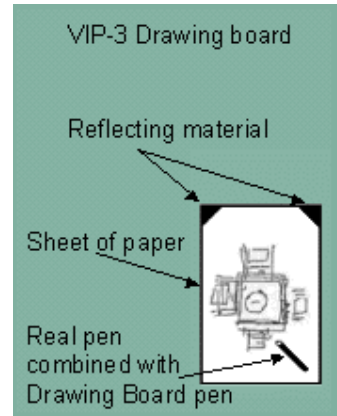 VIP-3 Drawing board
Reflecting material
Sheet of paper
Real pen
combined with
Drawing Board pen